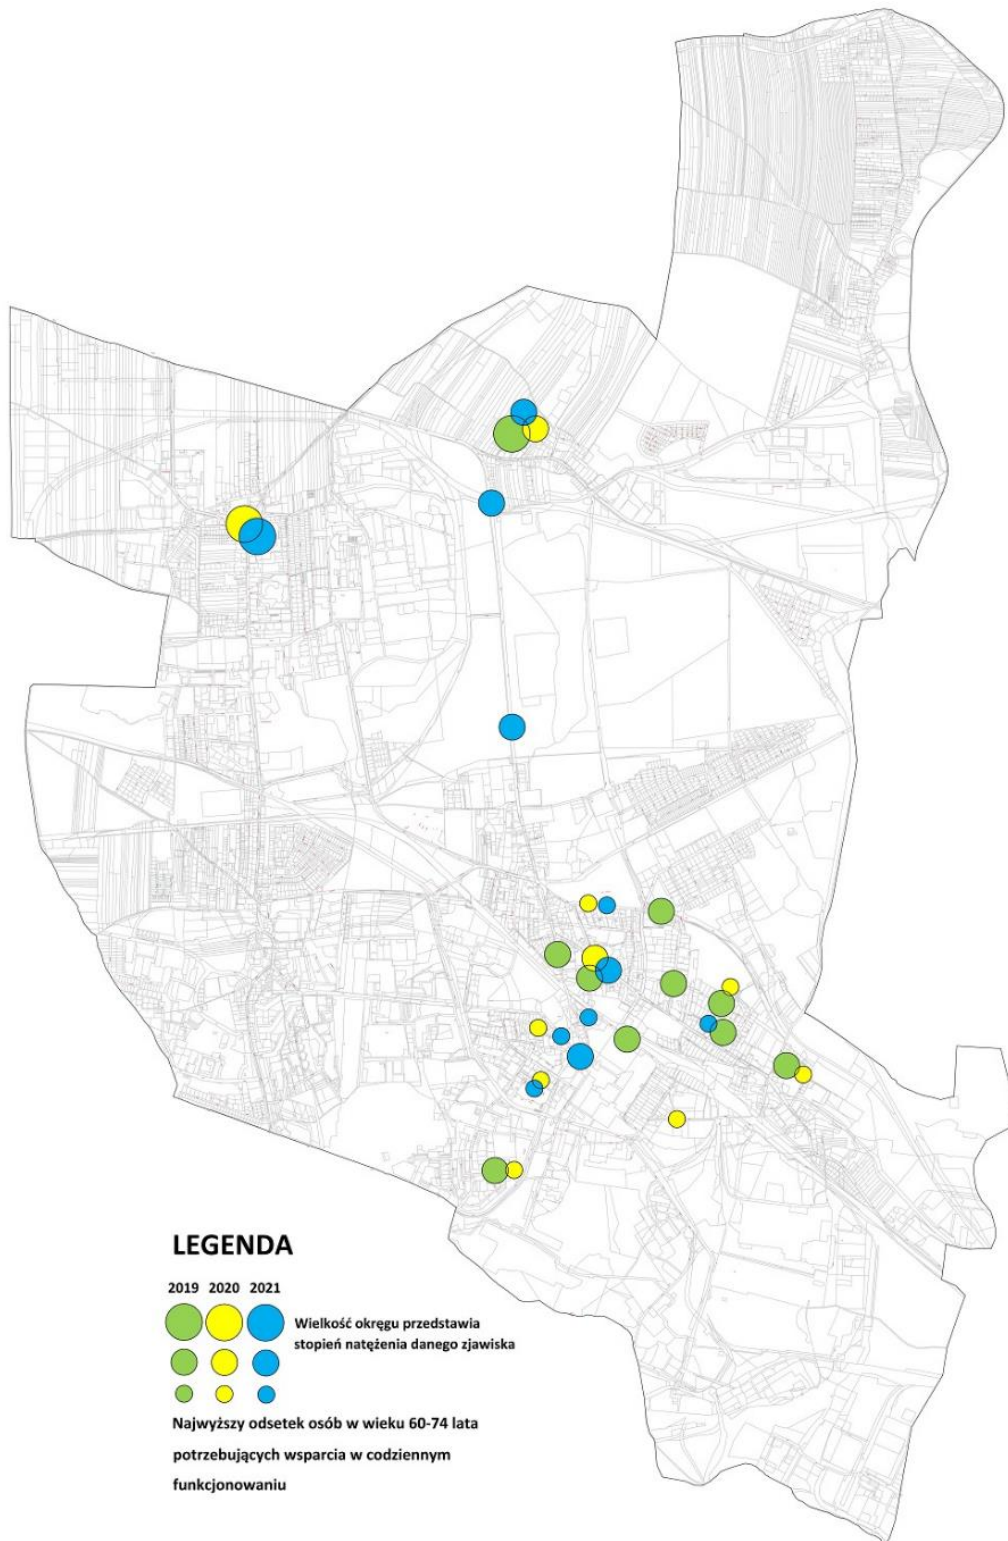 LEGENDA
2019 2020 2021
Wielkość okręgu przedstawia
stopień natężenia danego zjawiska
Najwyższy odsetek osób w wieku 60-74 lata
potrzebujących wsparcia w codziennym
funkcjonowaniu